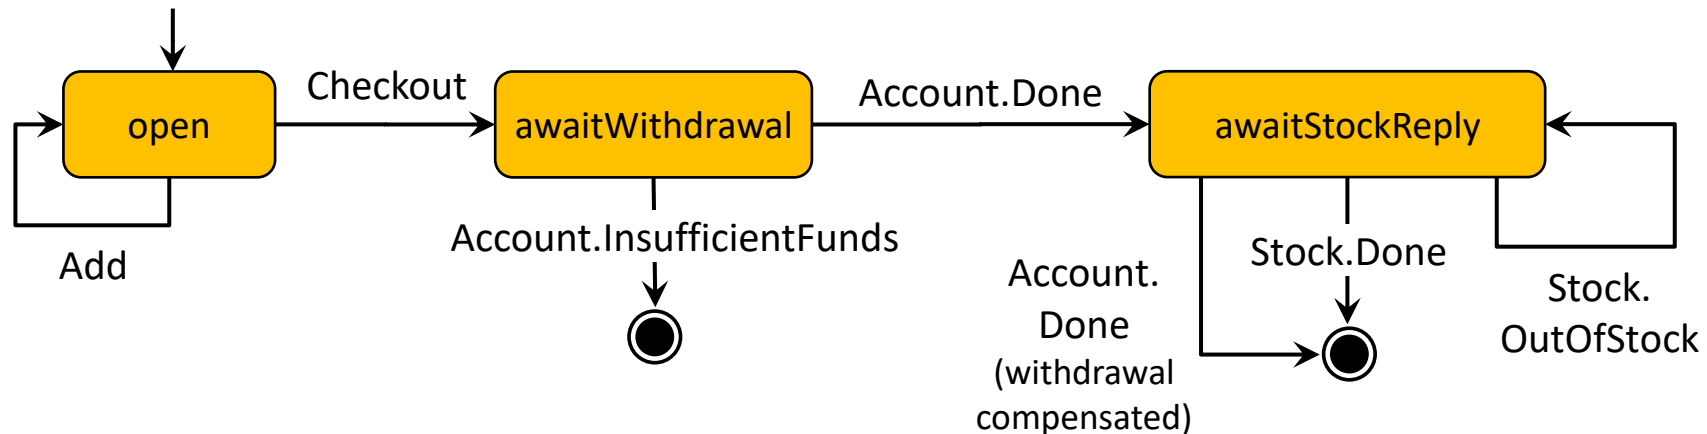 Checkout
Account.Done
open
awaitWithdrawal
awaitStockReply
Account.InsufficientFunds
Stock.Done
Add
Account.
Done
(withdrawal
compensated)
Stock.
OutOfStock